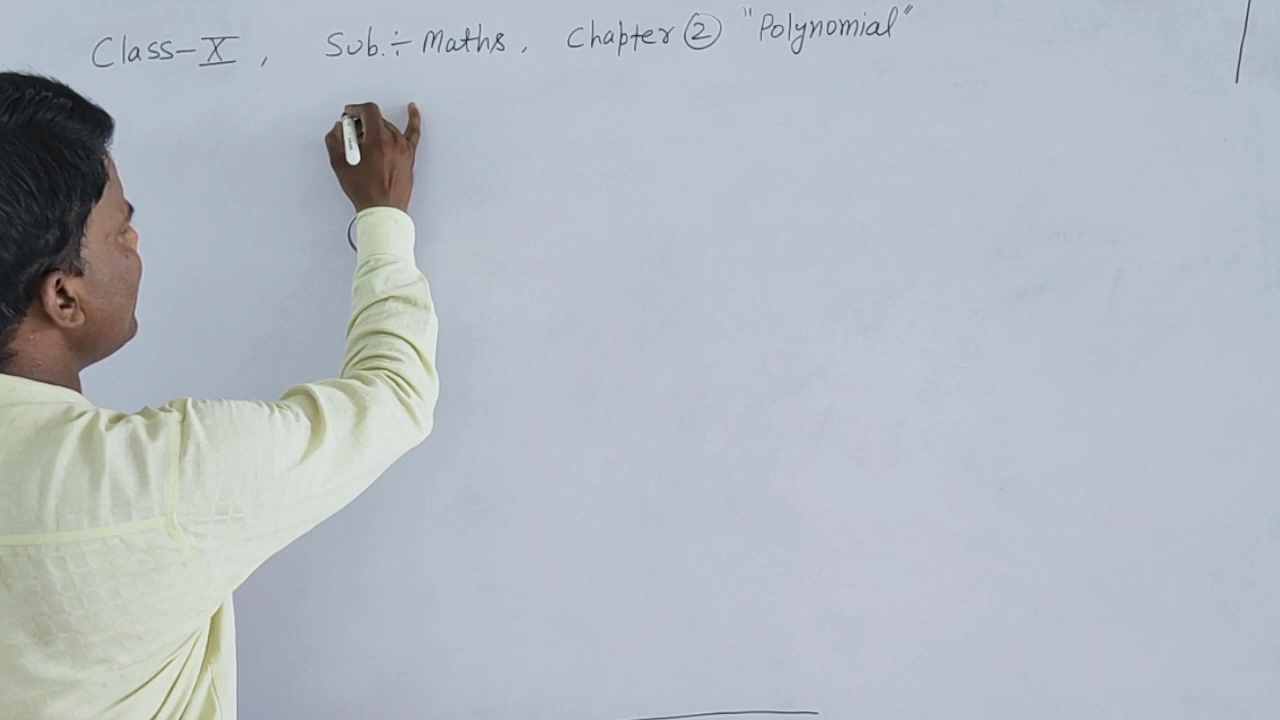 Class-X, Sub.÷ Maths, Chapter ② "Polynomial"